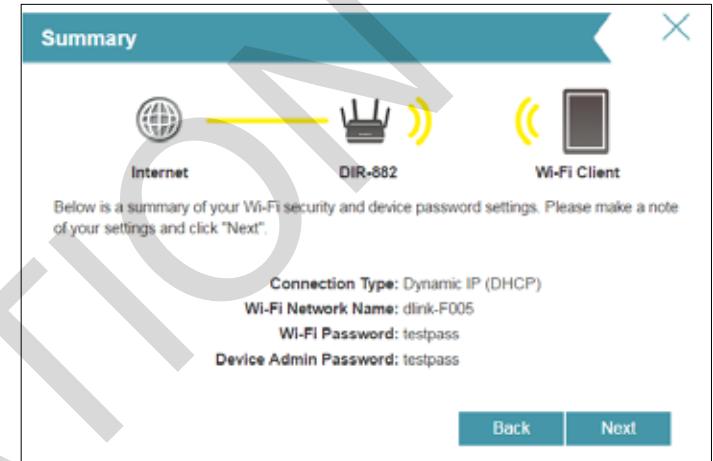 Summary
Internet
DIR-882
Wi-Fi Client
Below is a summary of your Wi-Fi security and device password settings. Please make a note
of your settings and click "Next".
Connection Type: Dynamic IP (DHCP)
Wi-Fi Network Name: dlink-F005
Wi-Fi Password: testpass
Device Admin Password: testpass
Back
Next